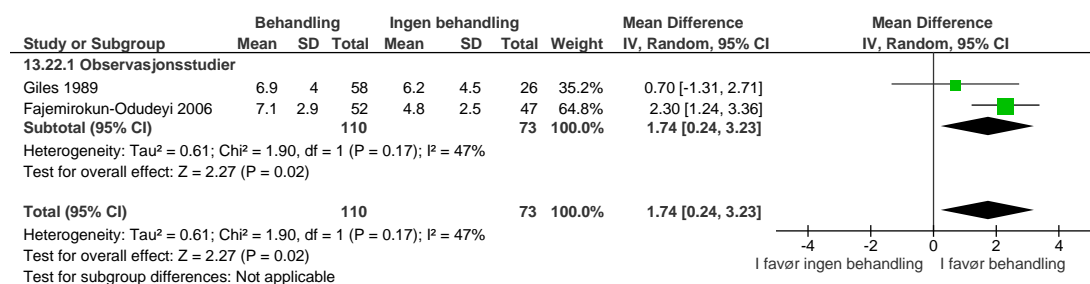 Behandling Ingen behandling Mean Difference Mean Difference
Study or Subgroup Mean SD Total Mean SD Total Weight IV, Random, 95% CI IV, Random, 95% CI
13.22.1 Observasjonsstudier
Giles 1989 6.9 4 58 6.2 4.5 26 35.2% 0.70 [-1.31, 2.71]
Fajemirokun-Odudeyi 2006 7.1 2.9 52 4.8 2.5 47 64.8% 2.30 [1.24, 3.36]
Subtotal (95% CI) 110 73 100.0% 1.74 [0.24, 3.23]
Heterogeneity: Tau² = 0.61; Chi² = 1.90, df = 1 (P = 0.17); I² = 47%
Test for overall effect: Z = 2.27 (P = 0.02)
Total (95% CI) 110 73 100.0% 1.74 [0.24, 3.23]
Heterogeneity: Tau² = 0.61; Chi² = 1.90, df = 1 (P = 0.17); I² = 47%
Test for overall effect: Z = 2.27 (P = 0.02)
Test for subgroup differences: Not applicable
-4 -2 0 2 4
I favør ingen behandling I favør behandling